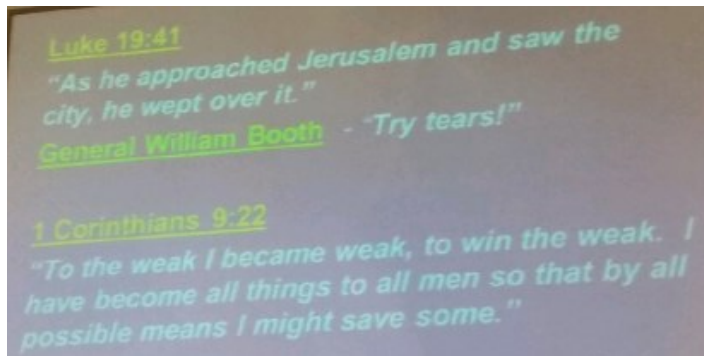 Luke 19:41
"As he approached Jerusalem and saw the
city, he wept over it."
General William Booth - "Try tears!"
1 Corinthians 9:22
"To the weak I became weak, to win the weak. I
have become all things to all men so that by all
possible means I might save some."